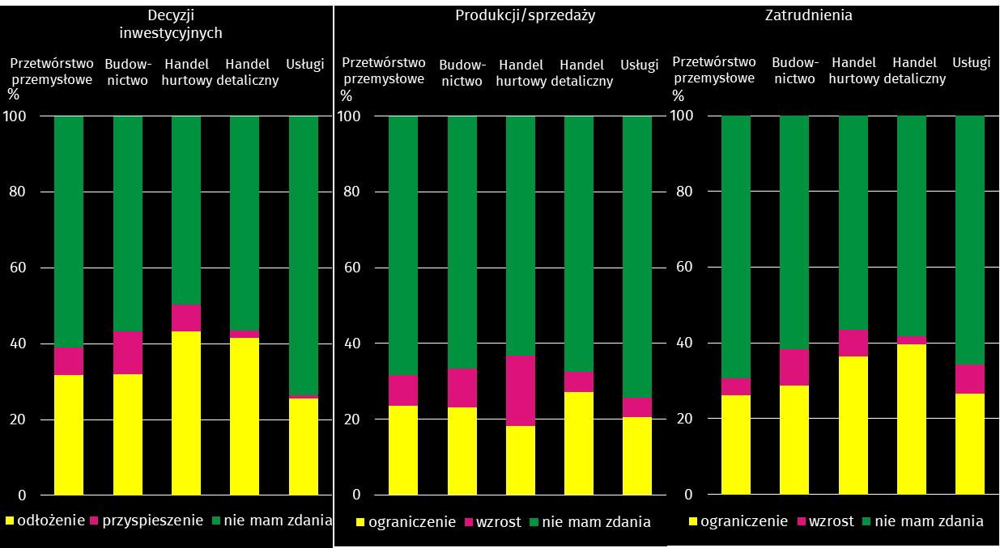 Decyzji
inwestycyjnych
Przetwórstwo Budow- Handel Handel Usługi
przemysłowe nictwo hurtowy detaliczny
%
100
80
60
40
20
0
odłożenie przyspieszenie nie mam zdania
Produkcji/sprzedaży
Przetwórstwo Budow- Handel Handel Usługi
przemysłowe nictwo hurtowy detaliczny
%
100
80
60
40
20
0
ograniczenie wzrost nie mam zdania
Zatrudnienia
Przetwórstwo Budow- Handel Handel Usługi
przemysłowe nictwo hurtowy detaliczny
%
100
80
60
40
20
0
ograniczenie wzrost nie mam zdania